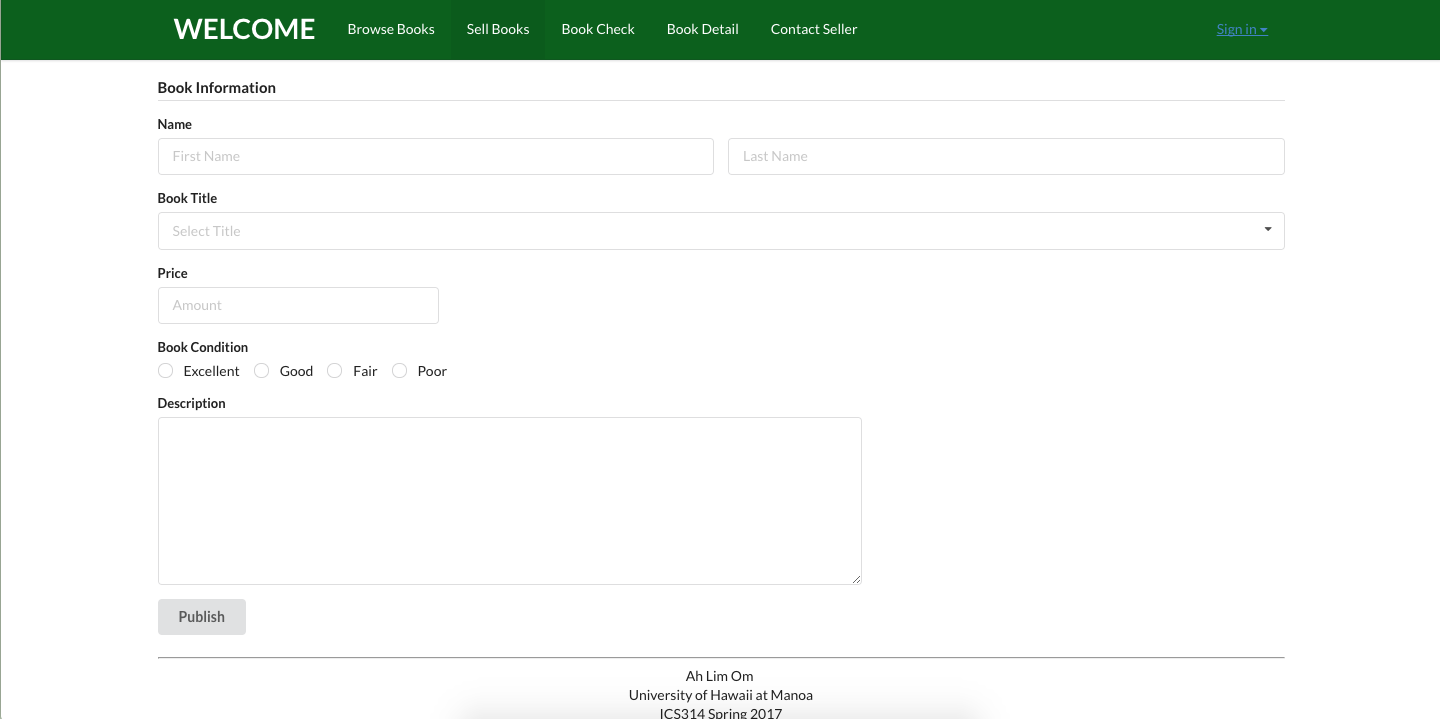 WELCOME Browse Books Sell Books Book Check Book Detail Contact Seller Sign in
Book Information
Name
First Name Last Name
Book Title
Select Title
Price
Amount
Book Condition
Excellent Good Fair Poor
Description
Publish
Ah Lim Om
University of Hawaii at Manoa
ICS314 Spring 2017